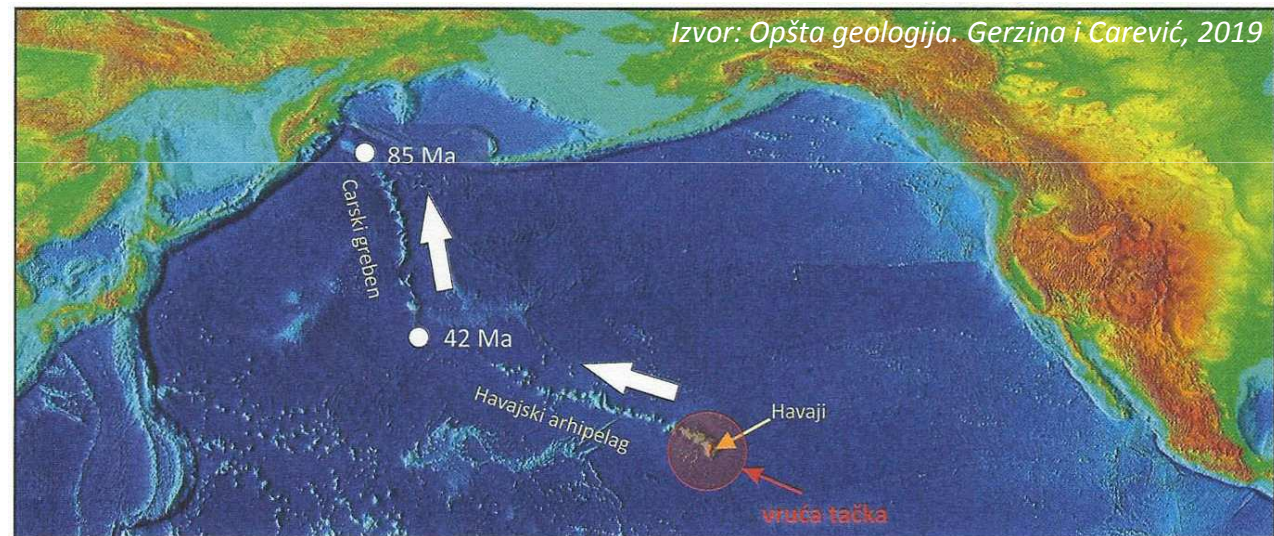 Izvor: Opšta geologija. Gerzina i Carević, 2019
85 Ma
Carski greben
42 Ma
Havajski arhipelag
Havaji
vruća tačka